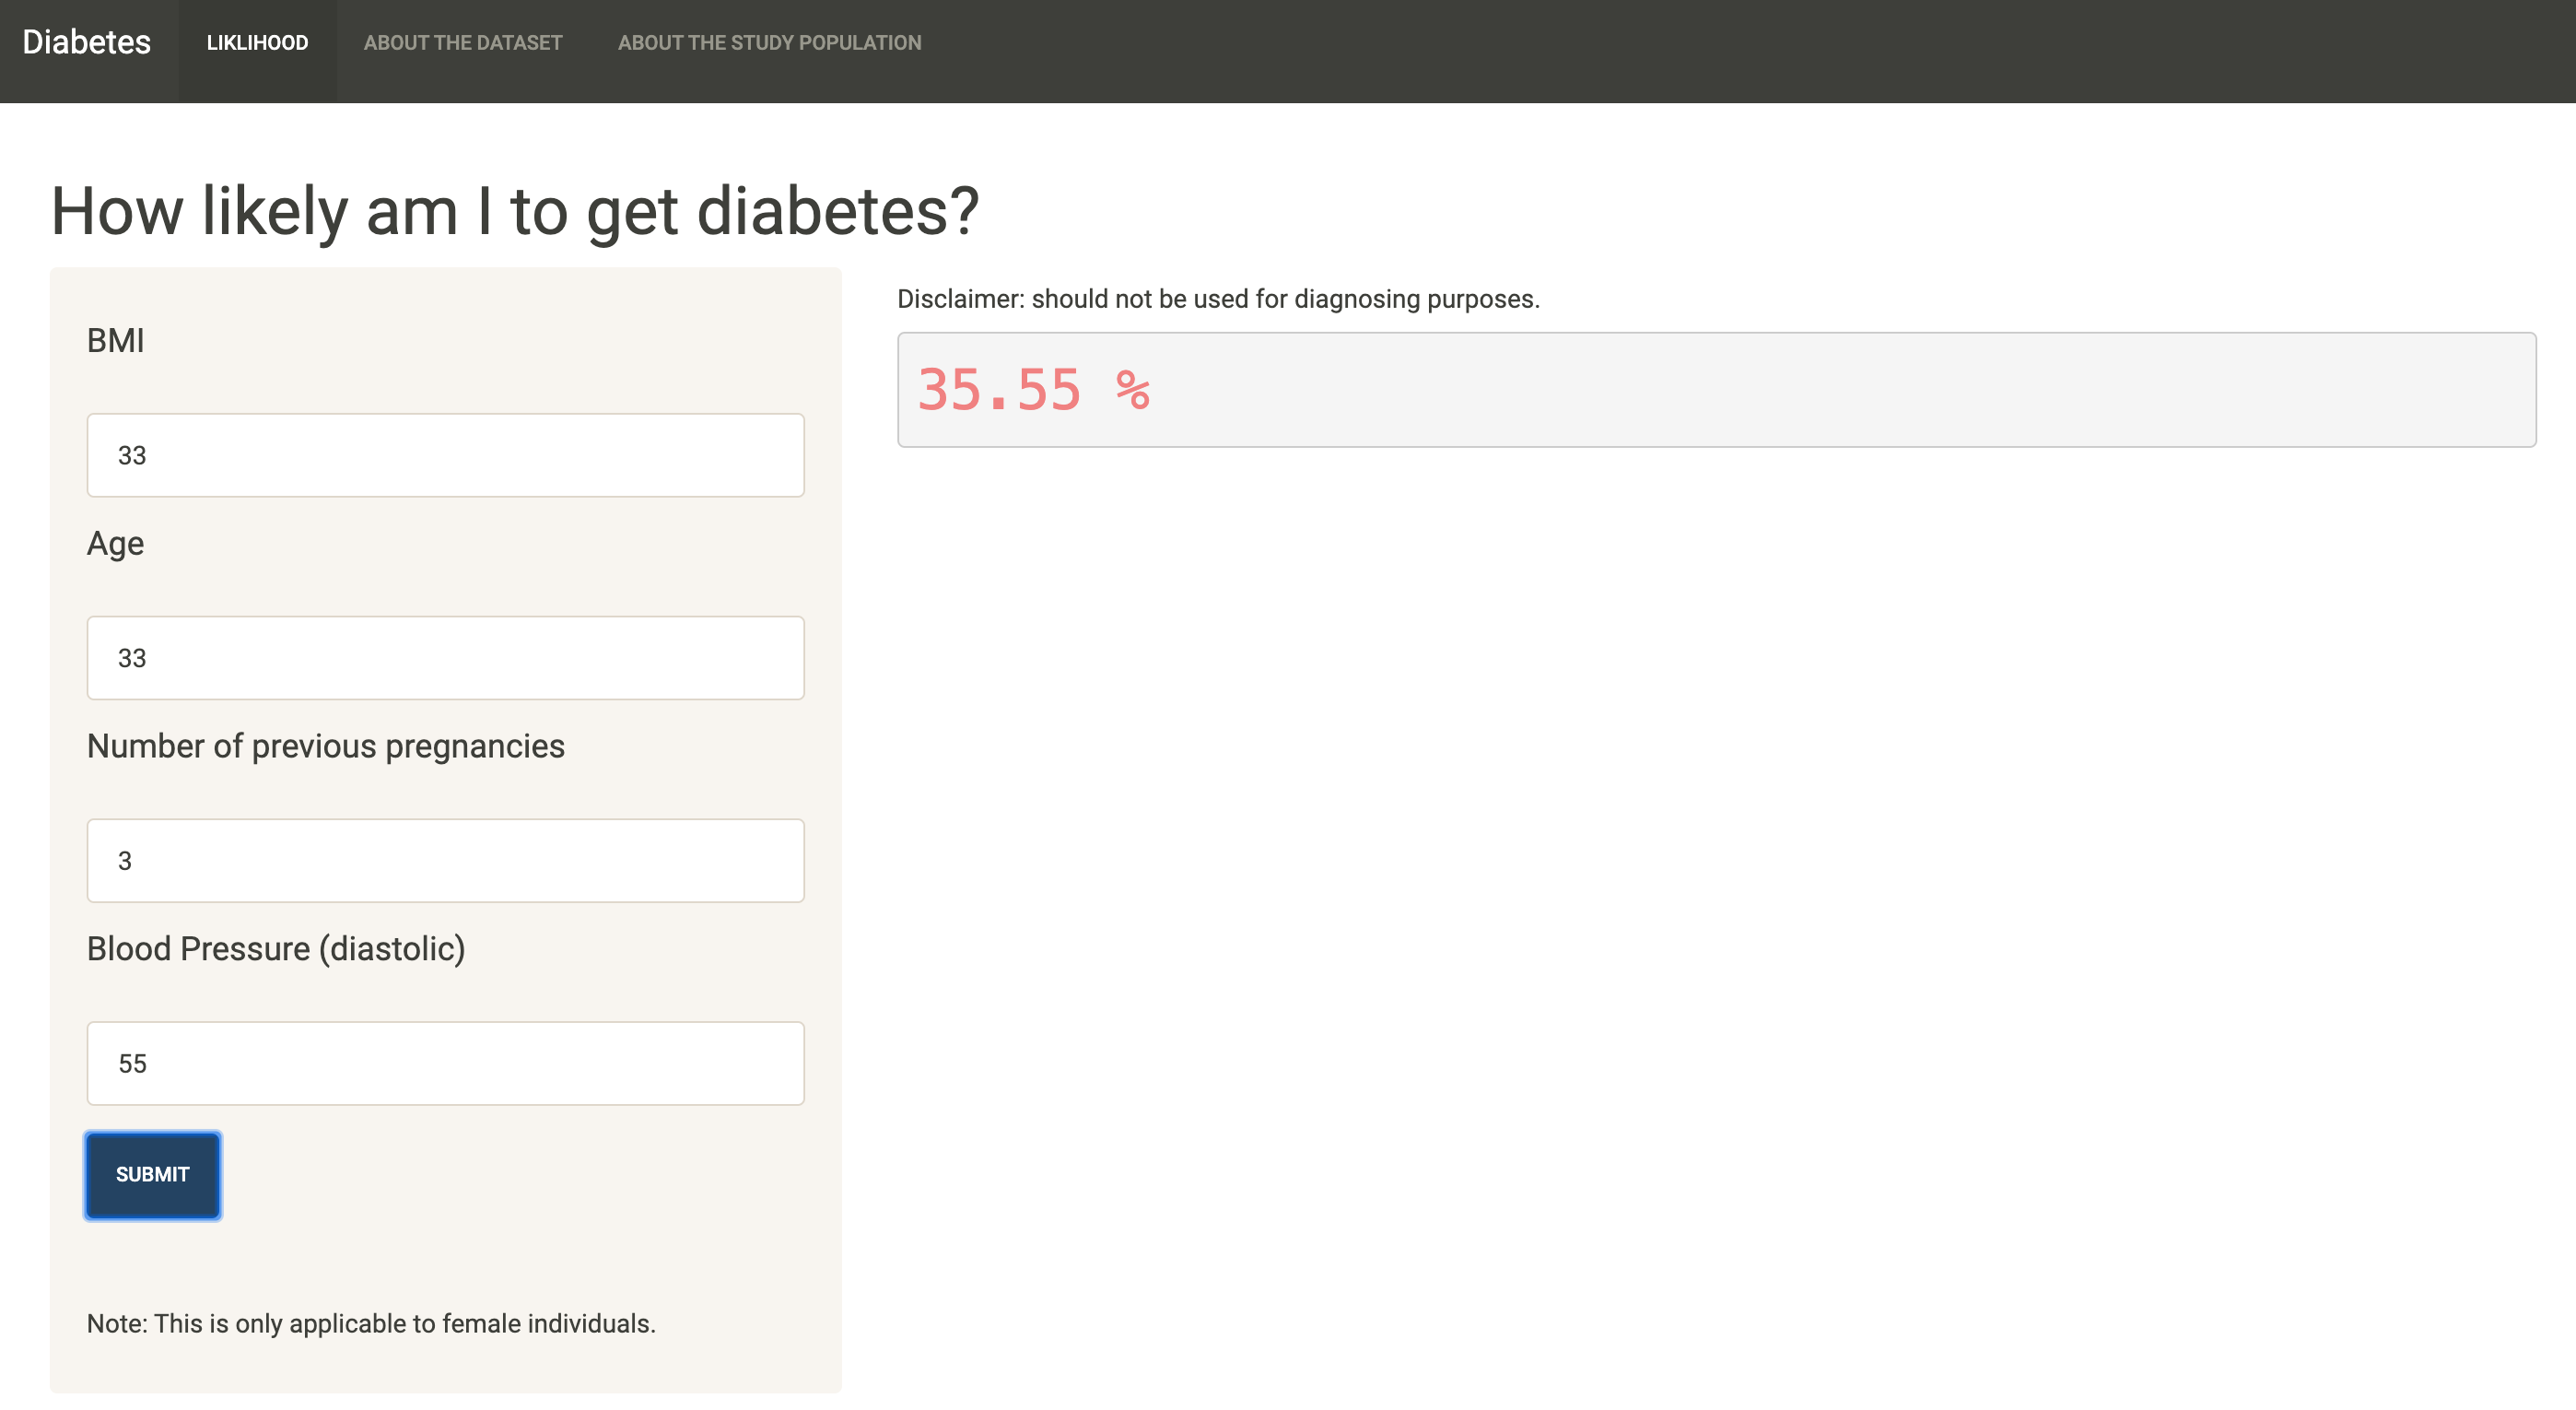 Diabetes
LIKLIHOOD
ABOUT THE DATASET
ABOUT THE STUDY POPULATION
How likely am I to get diabetes?
BMI
33
Age
33
Number of previous pregnancies
3
Blood Pressure (diastolic)
55
SUBMIT
Note: This is only applicable to female individuals.
Disclaimer: should not be used for diagnosing purposes.
35.55 %